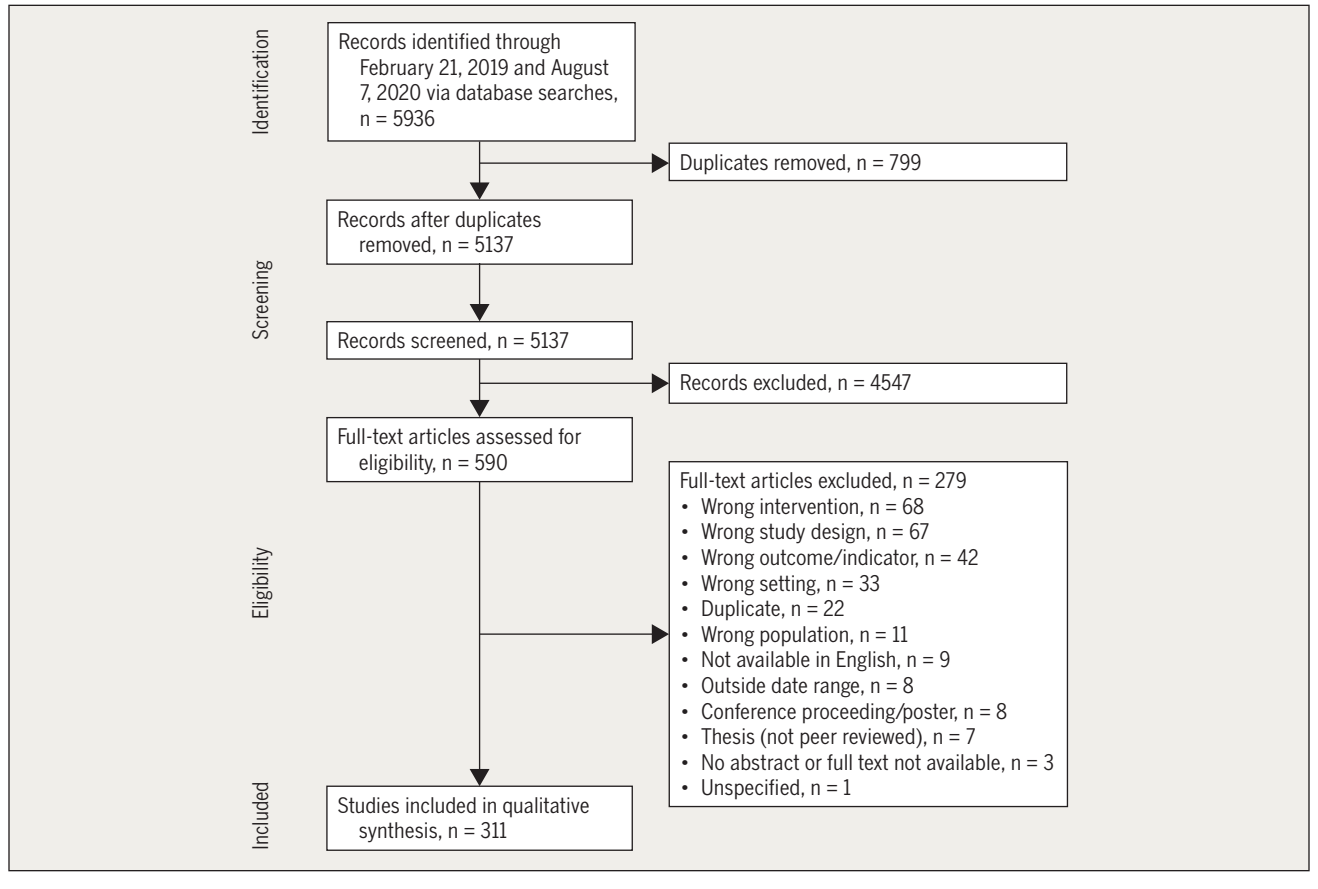 Identification
Records identified through
February 21, 2019 and August
7, 2020 via database searches,
n = 5936
Duplicates removed, n = 799
Screening
Records after duplicates
removed, n = 5137
Records screened, n = 5137
Records excluded, n = 4547
Eligibility
Full-text articles assessed for
eligibility, n = 590
Full-text articles excluded, n = 279
• Wrong intervention, n = 68
• Wrong study design, n = 67
• Wrong outcome/indicator, n = 42
• Wrong setting, n = 33
• Duplicate, n = 22
• Wrong population, n = 11
• Not available in English, n = 9
• Outside date range, n = 8
• Conference proceeding/poster, n = 8
• Thesis (not peer reviewed), n = 7
• No abstract or full text not available, n = 3
• Unspecified, n = 1
Included
Studies included in qualitative
synthesis, n = 311